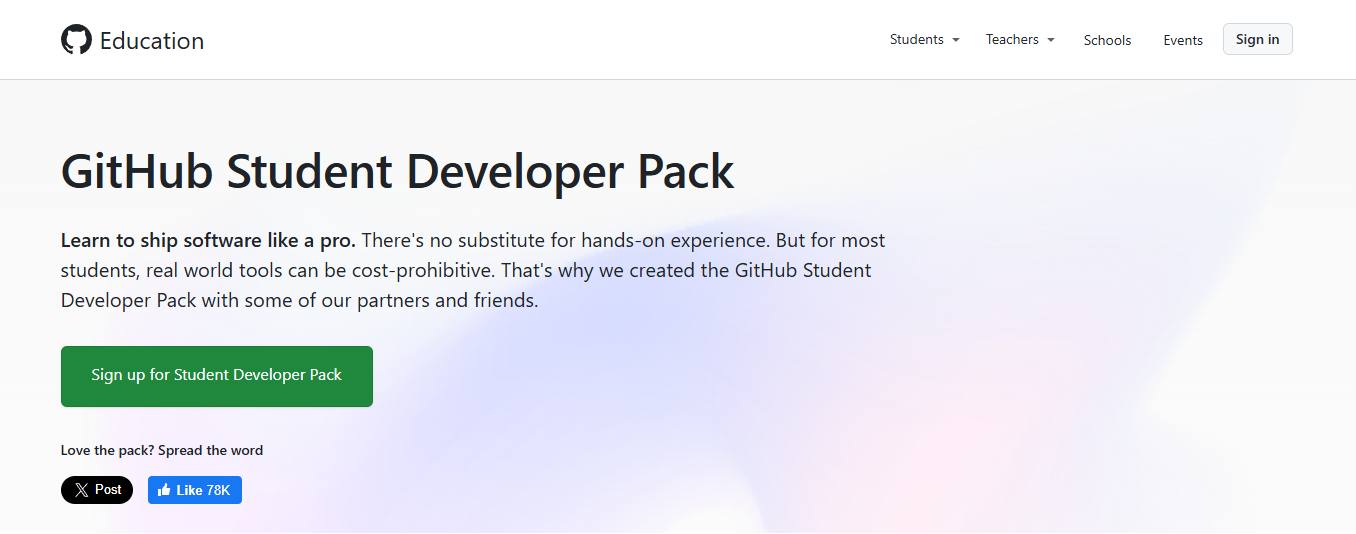 Education
Students
Teachers
Schools
Events
Sign in
GitHub Student Developer Pack
Learn to ship software like a pro. There's no substitute for hands-on experience. But for most
students, real world tools can be cost-prohibitive. That's why we created the GitHub Student
Developer Pack with some of our partners and friends.
Sign up for Student Developer Pack
Love the pack? Spread the word
Post
Like 78K